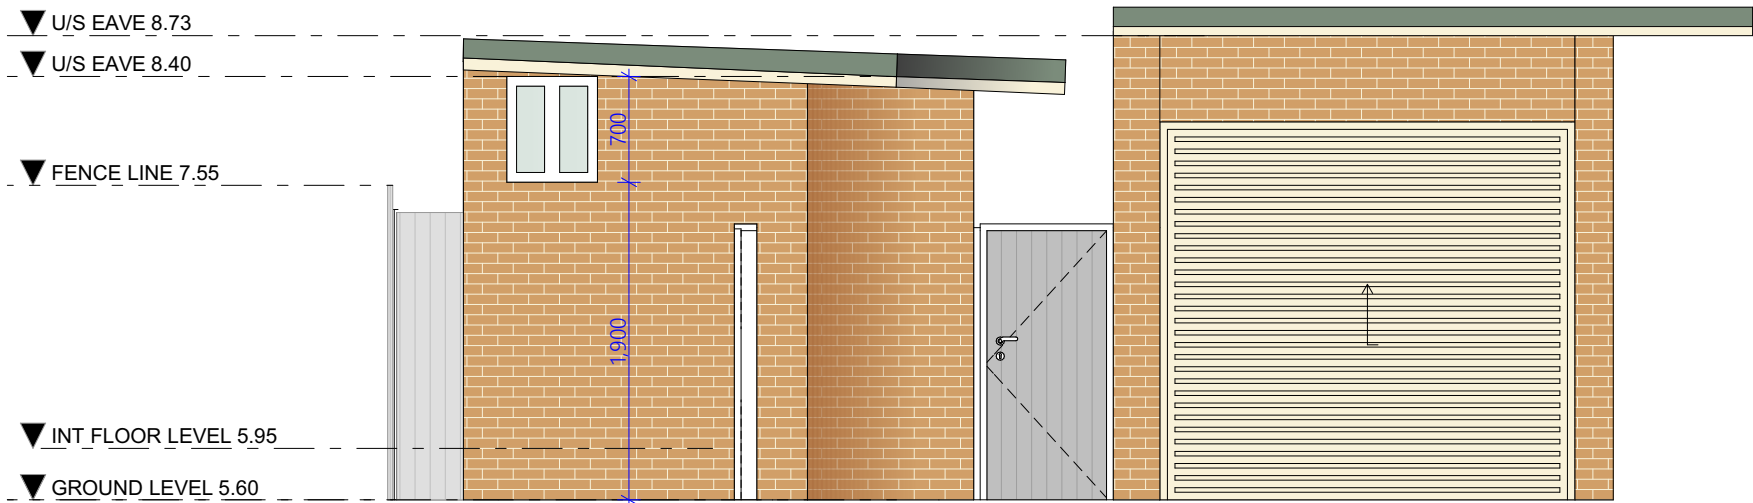 U/S EAVE 8.73
U/S EAVE 8.40
700
FENCE LINE 7.55
1,900
INT FLOOR LEVEL 5.95
GROUND LEVEL 5.60